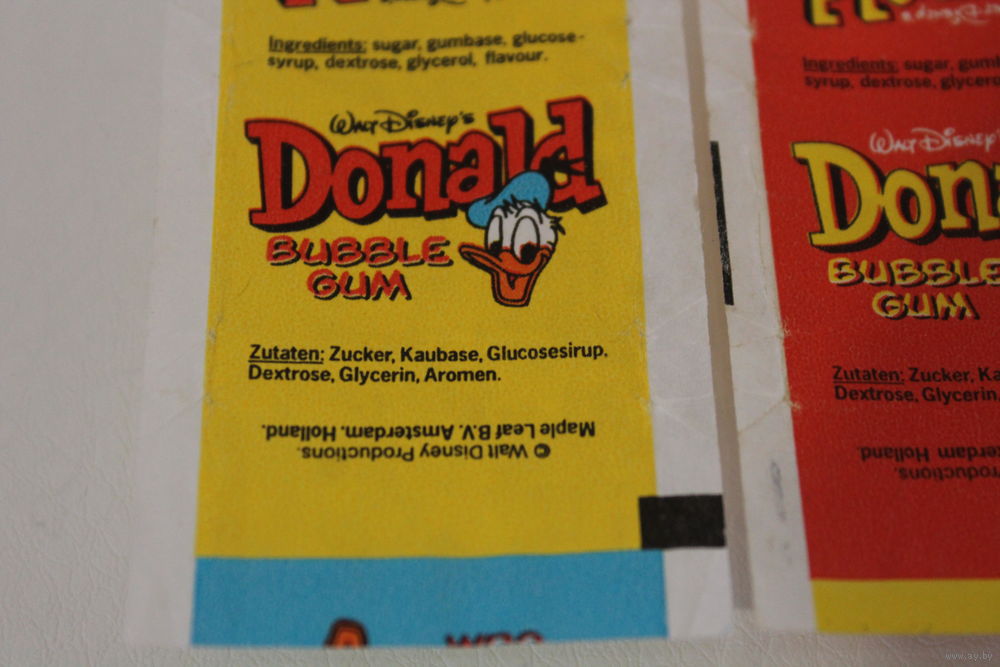 Ingredients: sugar, gumbase, glucose-
syrup, dextrose, glycerol, flavour.
WALT DISNEY'S
Donald
BUBBLE
GUM
Zutaten: Zucker, Kaubase, Glucosesirup.
Dextrose, Glycerin, Aromen.
© Walt Disney Productions.
Maple Leaf B.V. Amsterdam. Holland.
Ingredients: sugar, gumb
syrup, dextrose, glycero
WALT DISNEY
Don
BUBBLE
GUM
Zutaten: Zucker, Ka
Dextrose, Glycerin,
Productions.
rdam Holland.
www.ay.by